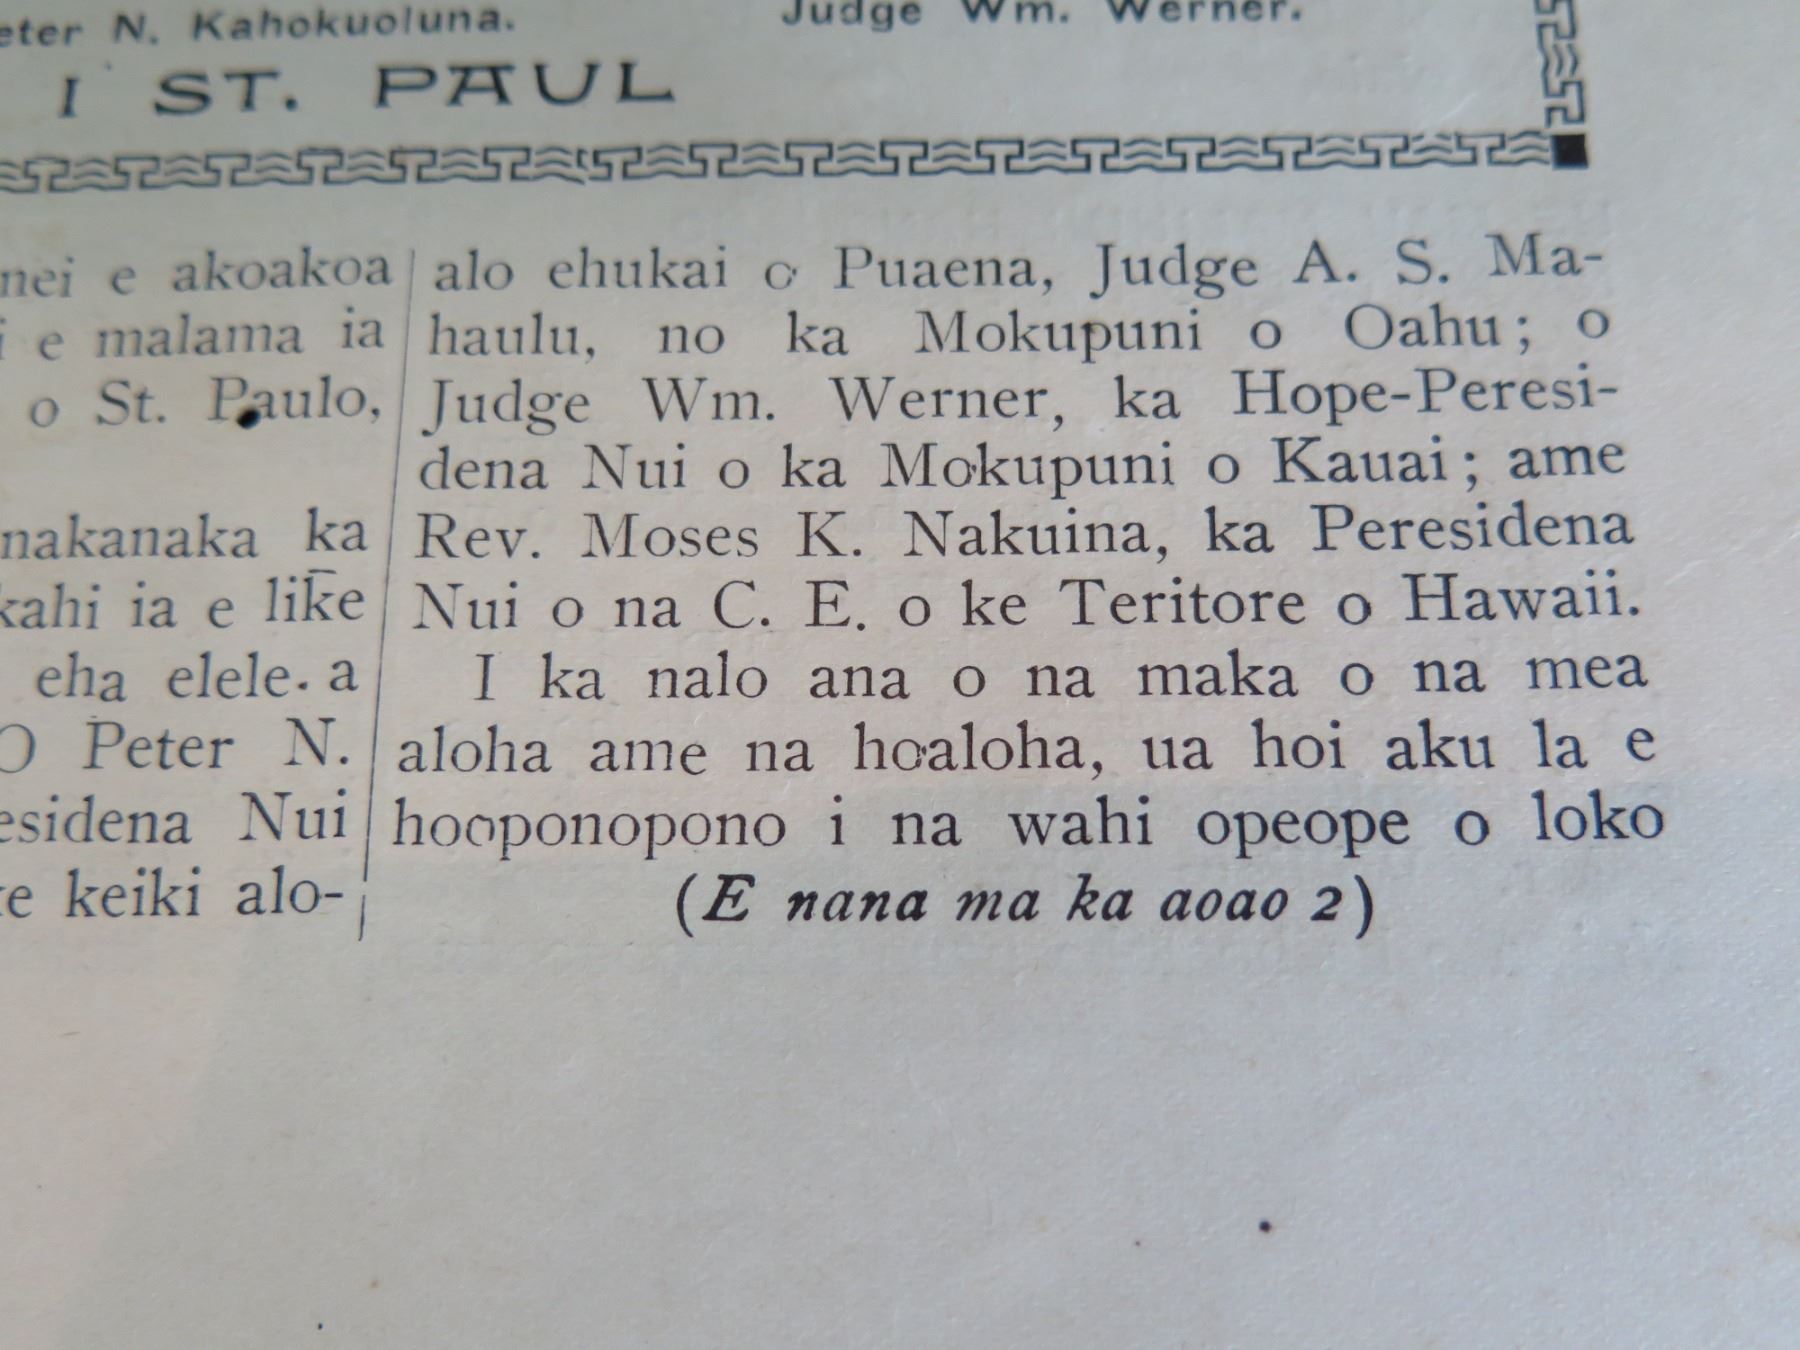 N. Kahokuoluna.
Judge Wm. Werner.
I ST. PAUL
nei e akoakoa
e malama ia
o St. Paulo,
nakanaka ka
kahi ia e like
eha elele. a
O Peter N.
esidena Nui
keiki alo-
alo ehukai o Puaena, Judge A. S. Ma-
haulu, no ka Mokupuni o Oahu; o
Judge Wm. Werner, ka Hope-Peresi-
dena Nui o ka Mokupuni o Kauai; ame
Rev. Moses K. Nakuina, ka Peresidena
Nui o na C. E. o ke Teritore o Hawaii.
I ka nalo ana o na maka o na mea
aloha ame na hoaloha, ua hoi aku la e
hooponopono i na wahi opeope o loko
(E nana ma ka aoao 2)